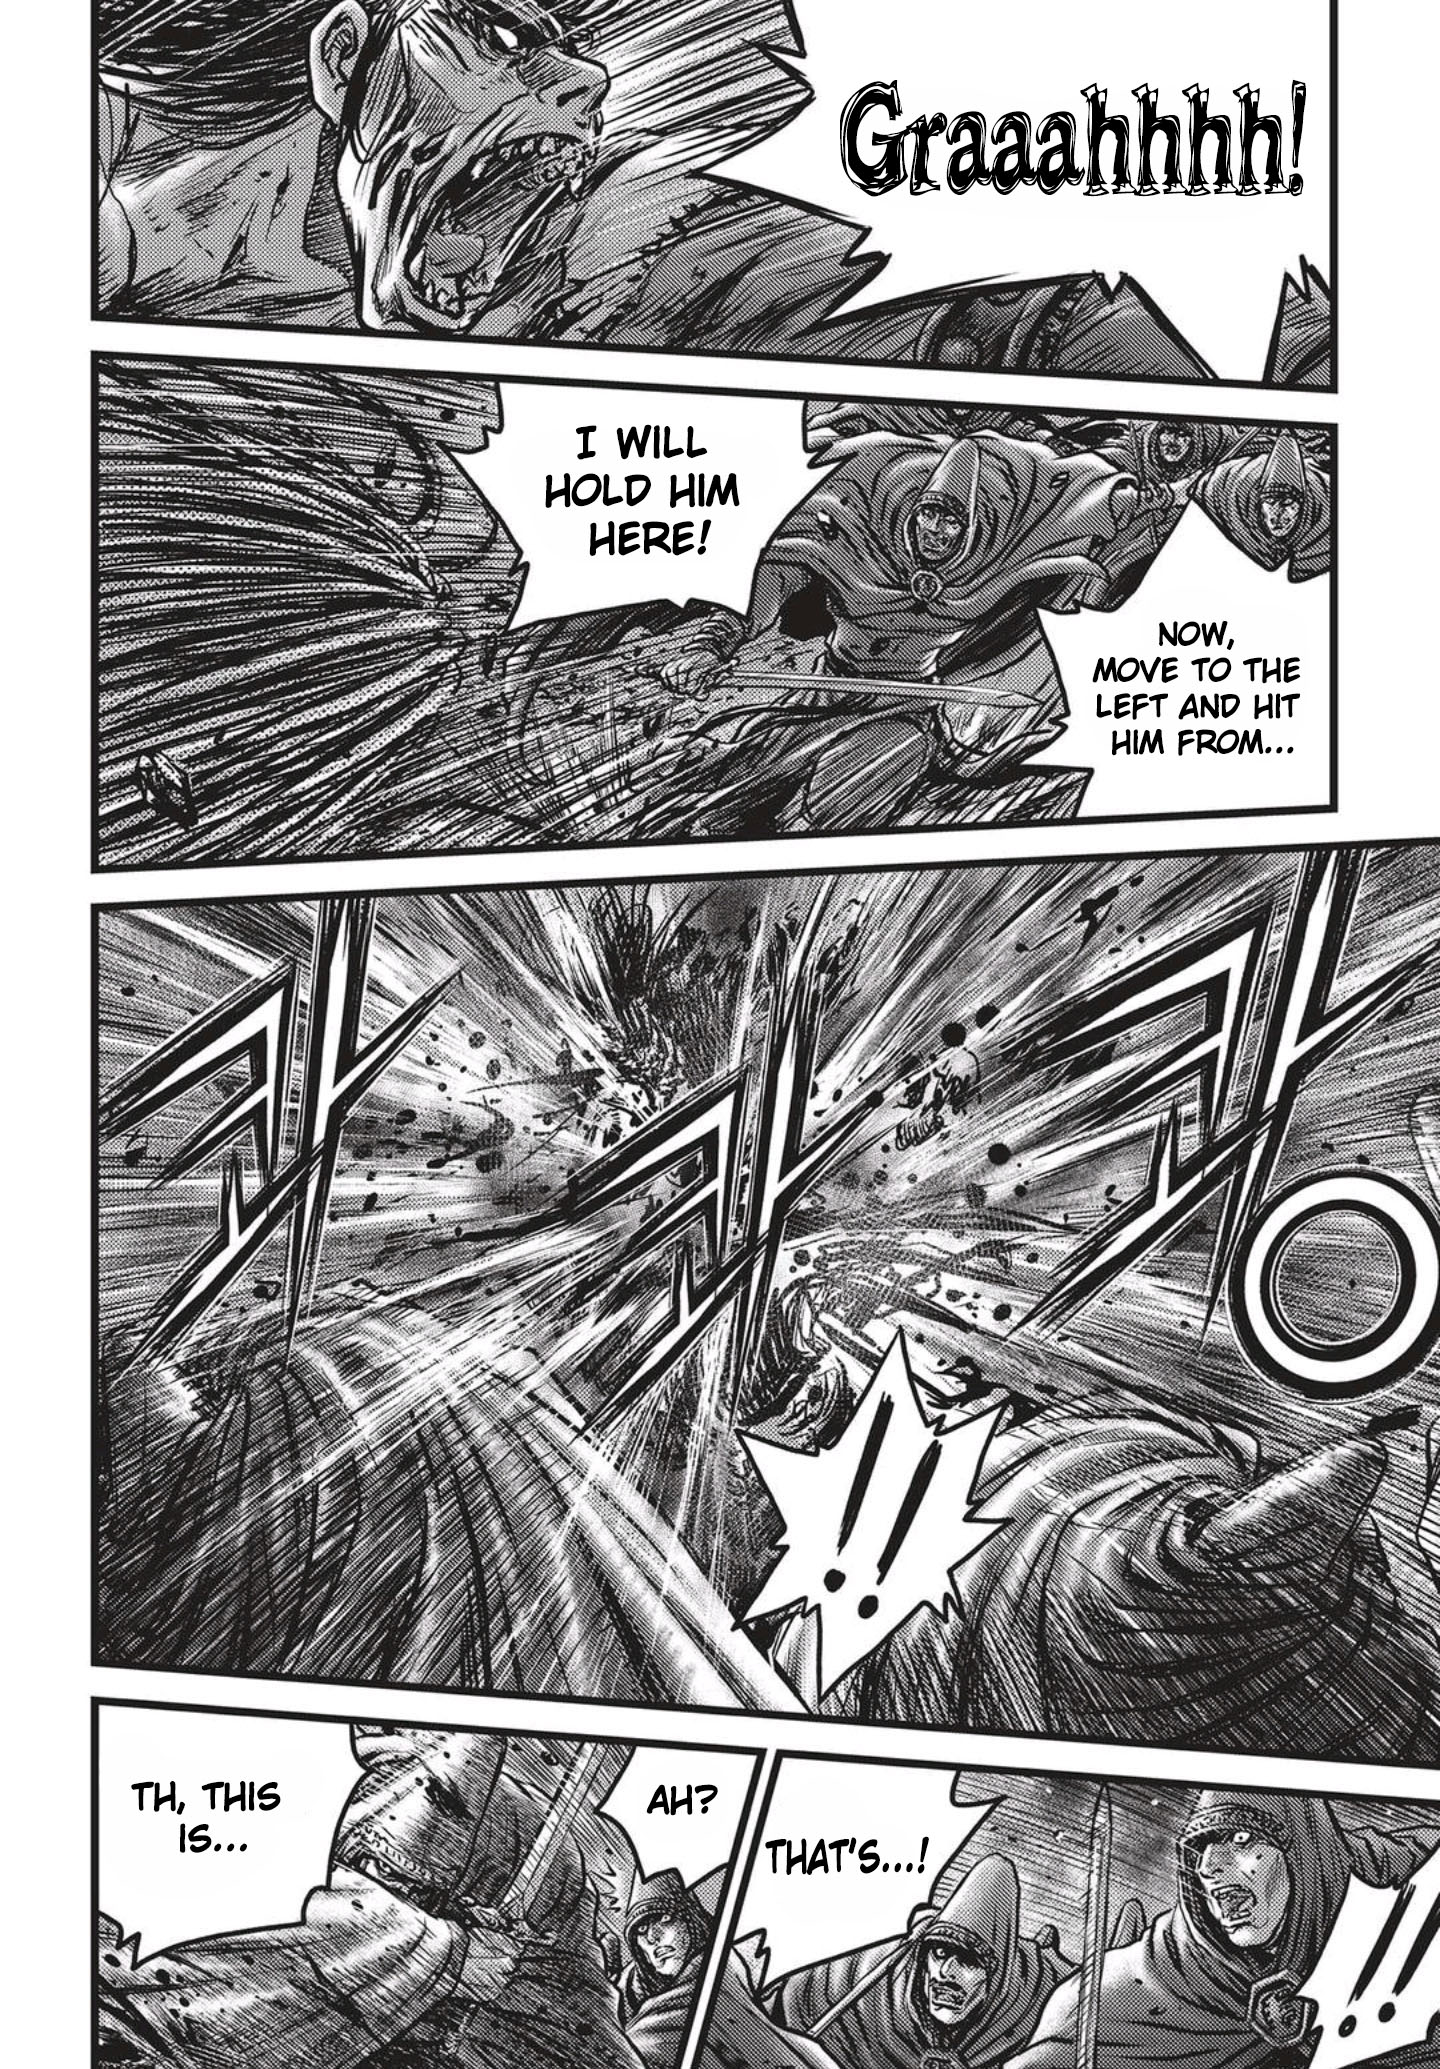 Graaahhhh!
I WILL
HOLD HIM
HERE!
NOW,
MOVE TO THE
LEFT AND HIT
HIM FROM...
!!
TH, THIS
IS...
AH?
THAT'S...!
!!